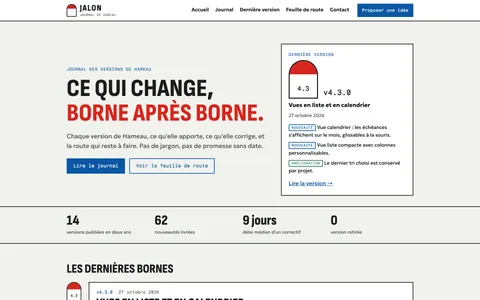 JALON
JOURNAL DE HAMEAU
Accueil Journal Dernière version Feuille de route Contact Proposer une idée
JOURNAL DES VERSIONS DE HAMEAU
CE QUI CHANGE,
BORNE APRÈS BORNE.
Chaque version de Hameau, ce qu'elle apporte, ce qu'elle corrige, et
la route qui reste à faire. Pas de jargon, pas de promesse sans date.
Lire le journal Voir la feuille de route
DERNIÈRE VERSION
4.3 v4.3.0
Vues en liste et en calendrier
27 octobre 2026
NOUVEAUTÉ Vue calendrier : les échéances
s'affichent sur le mois, glissables à la souris.
NOUVEAUTÉ Vue liste compacte avec colonnes
personnalisables.
AMÉLIORATION Le dernier tri choisi est conservé
par projet.
Lire la version →
14 62 9 jours 0
versions publiées en deux ans nouveautés livrées délai médian d'un correctif version retirée
LES DERNIÈRES BORNES
4.3 v4.3.0 27 octobre 2026
VUES EN LISTE ET EN CALENDRIER